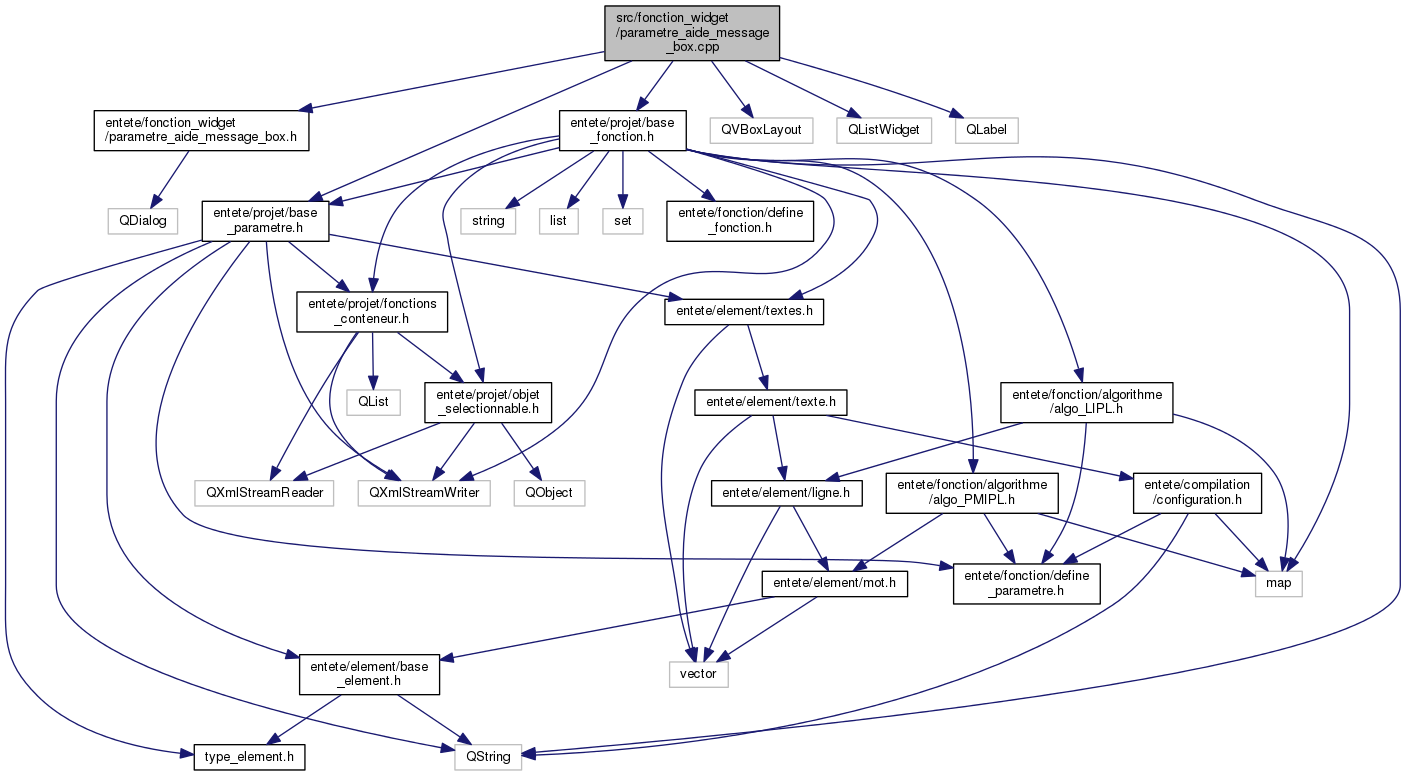 src/fonction_widget
/parametre_aide_message
_box.cpp
entete/fonction_widget
/parametre_aide_message_box.h
entete/projet/base
_fonction.h
QVBoxLayout
QListWidget
QLabel
QDialog
entete/projet/base
_parametre.h
string
list
set
entete/fonction/define
_fonction.h
entete/projet/fonctions
_conteneur.h
entete/element/textes.h
QList
entete/projet/objet
_selectionnable.h
entete/element/texte.h
entete/fonction/algorithme
/algo_LIPL.h
QXmlStreamReader
QXmlStreamWriter
QObject
entete/element/ligne.h
entete/fonction/algorithme
/algo_PMIPL.h
entete/compilation
/configuration.h
entete/element/mot.h
entete/fonction/define
_parametre.h
map
entete/element/base
_element.h
vector
type_element.h
QString